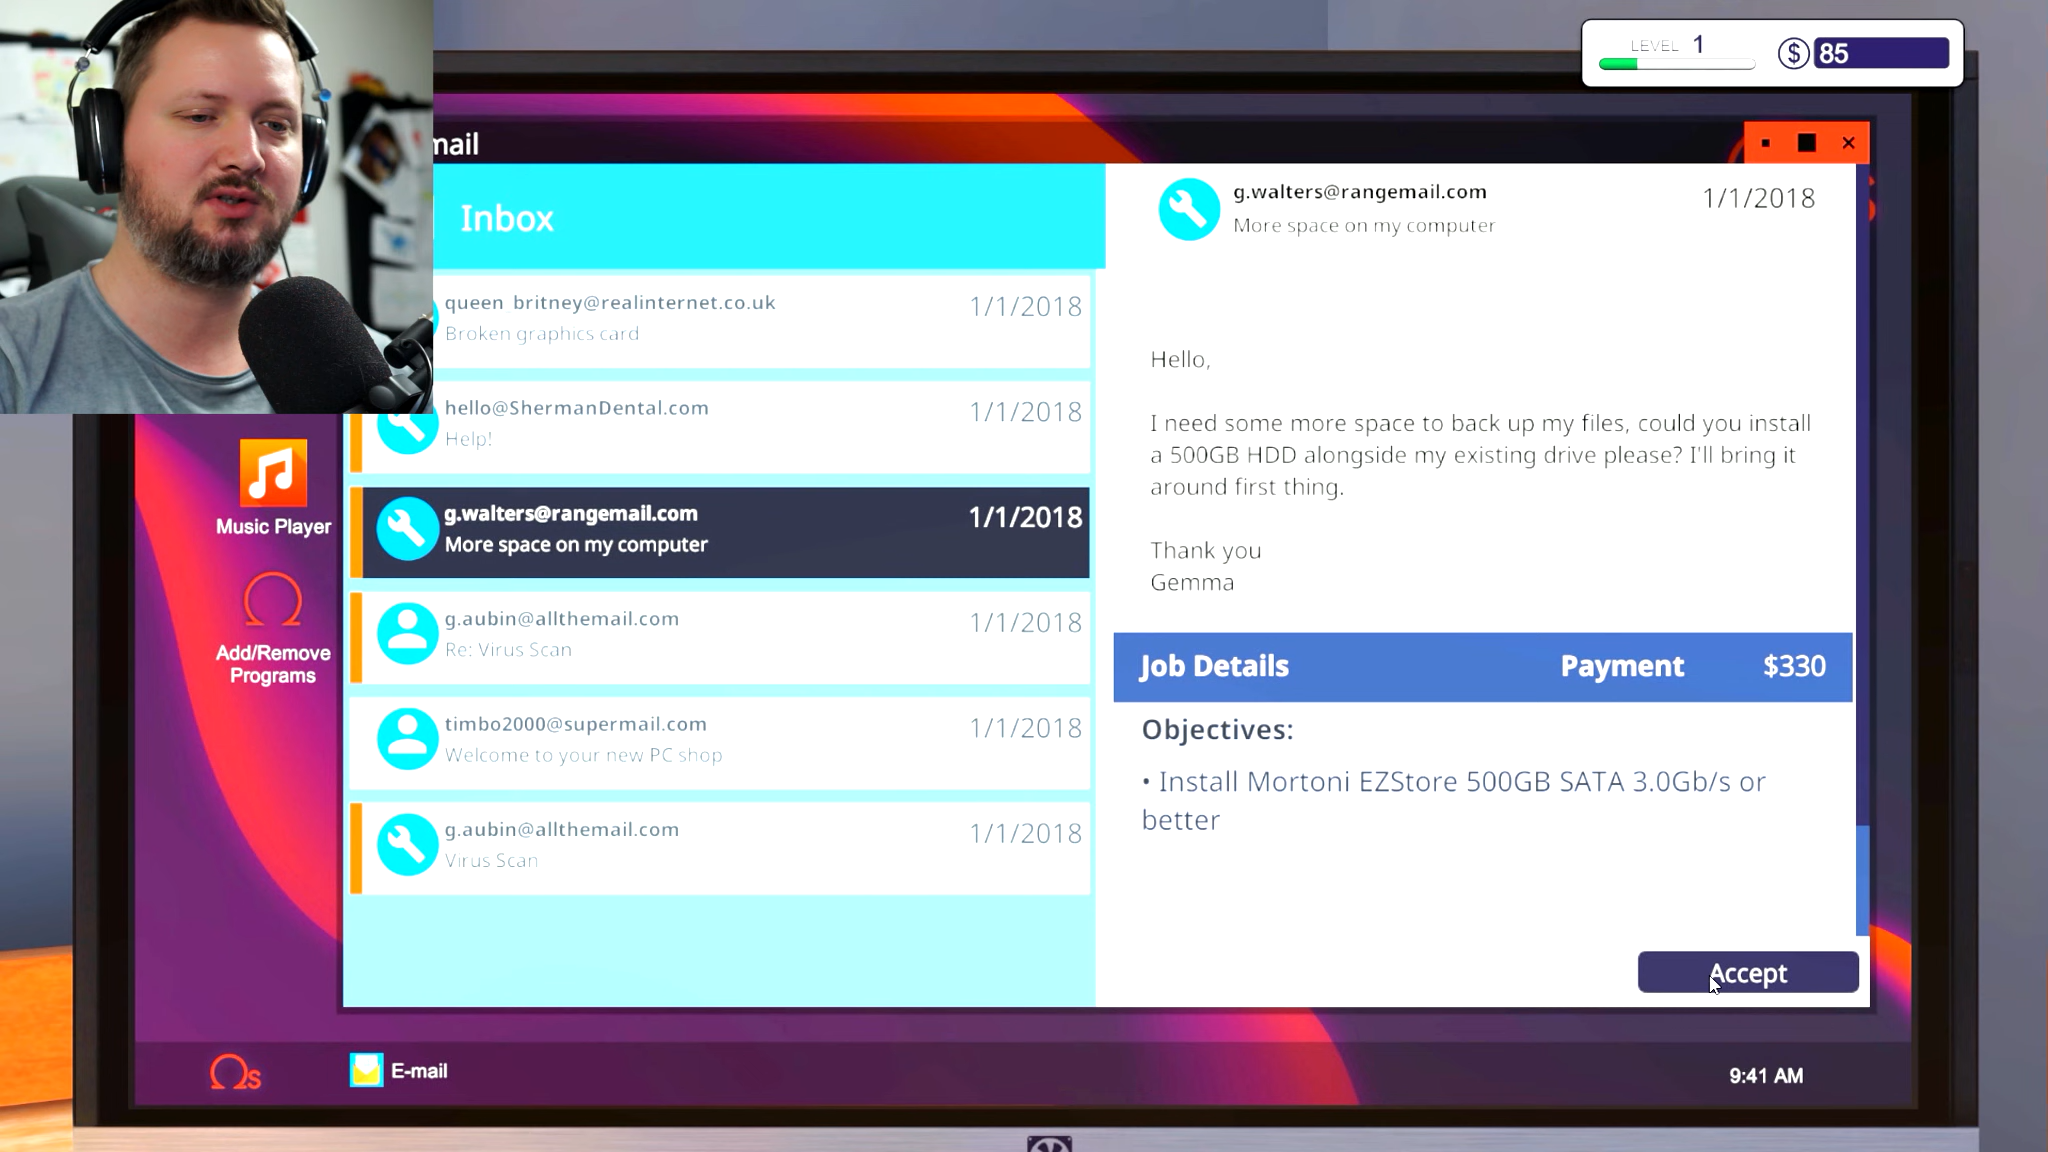 LEVEL 1
$ 85
mail
Inbox
queen_britney@realinternet.co.uk 1/1/2018
Broken graphics card
hello@ShermanDental.com 1/1/2018
Help!
g.walters@rangemail.com 1/1/2018
More space on my computer
g.aubin@allthemail.com 1/1/2018
Re: Virus Scan
timbo2000@supermail.com 1/1/2018
Welcome to your new PC shop
g.aubin@allthemail.com 1/1/2018
Virus Scan
g.walters@rangemail.com 1/1/2018
More space on my computer
Hello,
I need some more space to back up my files, could you install
a 500GB HDD alongside my existing drive please? I'll bring it
around first thing.
Thank you
Gemma
Job Details Payment $330
Objectives:
• Install Mortoni EZStore 500GB SATA 3.0Gb/s or
better
Accept
Music Player
Add/Remove
Programs
Ωs
E-mail
9:41 AM